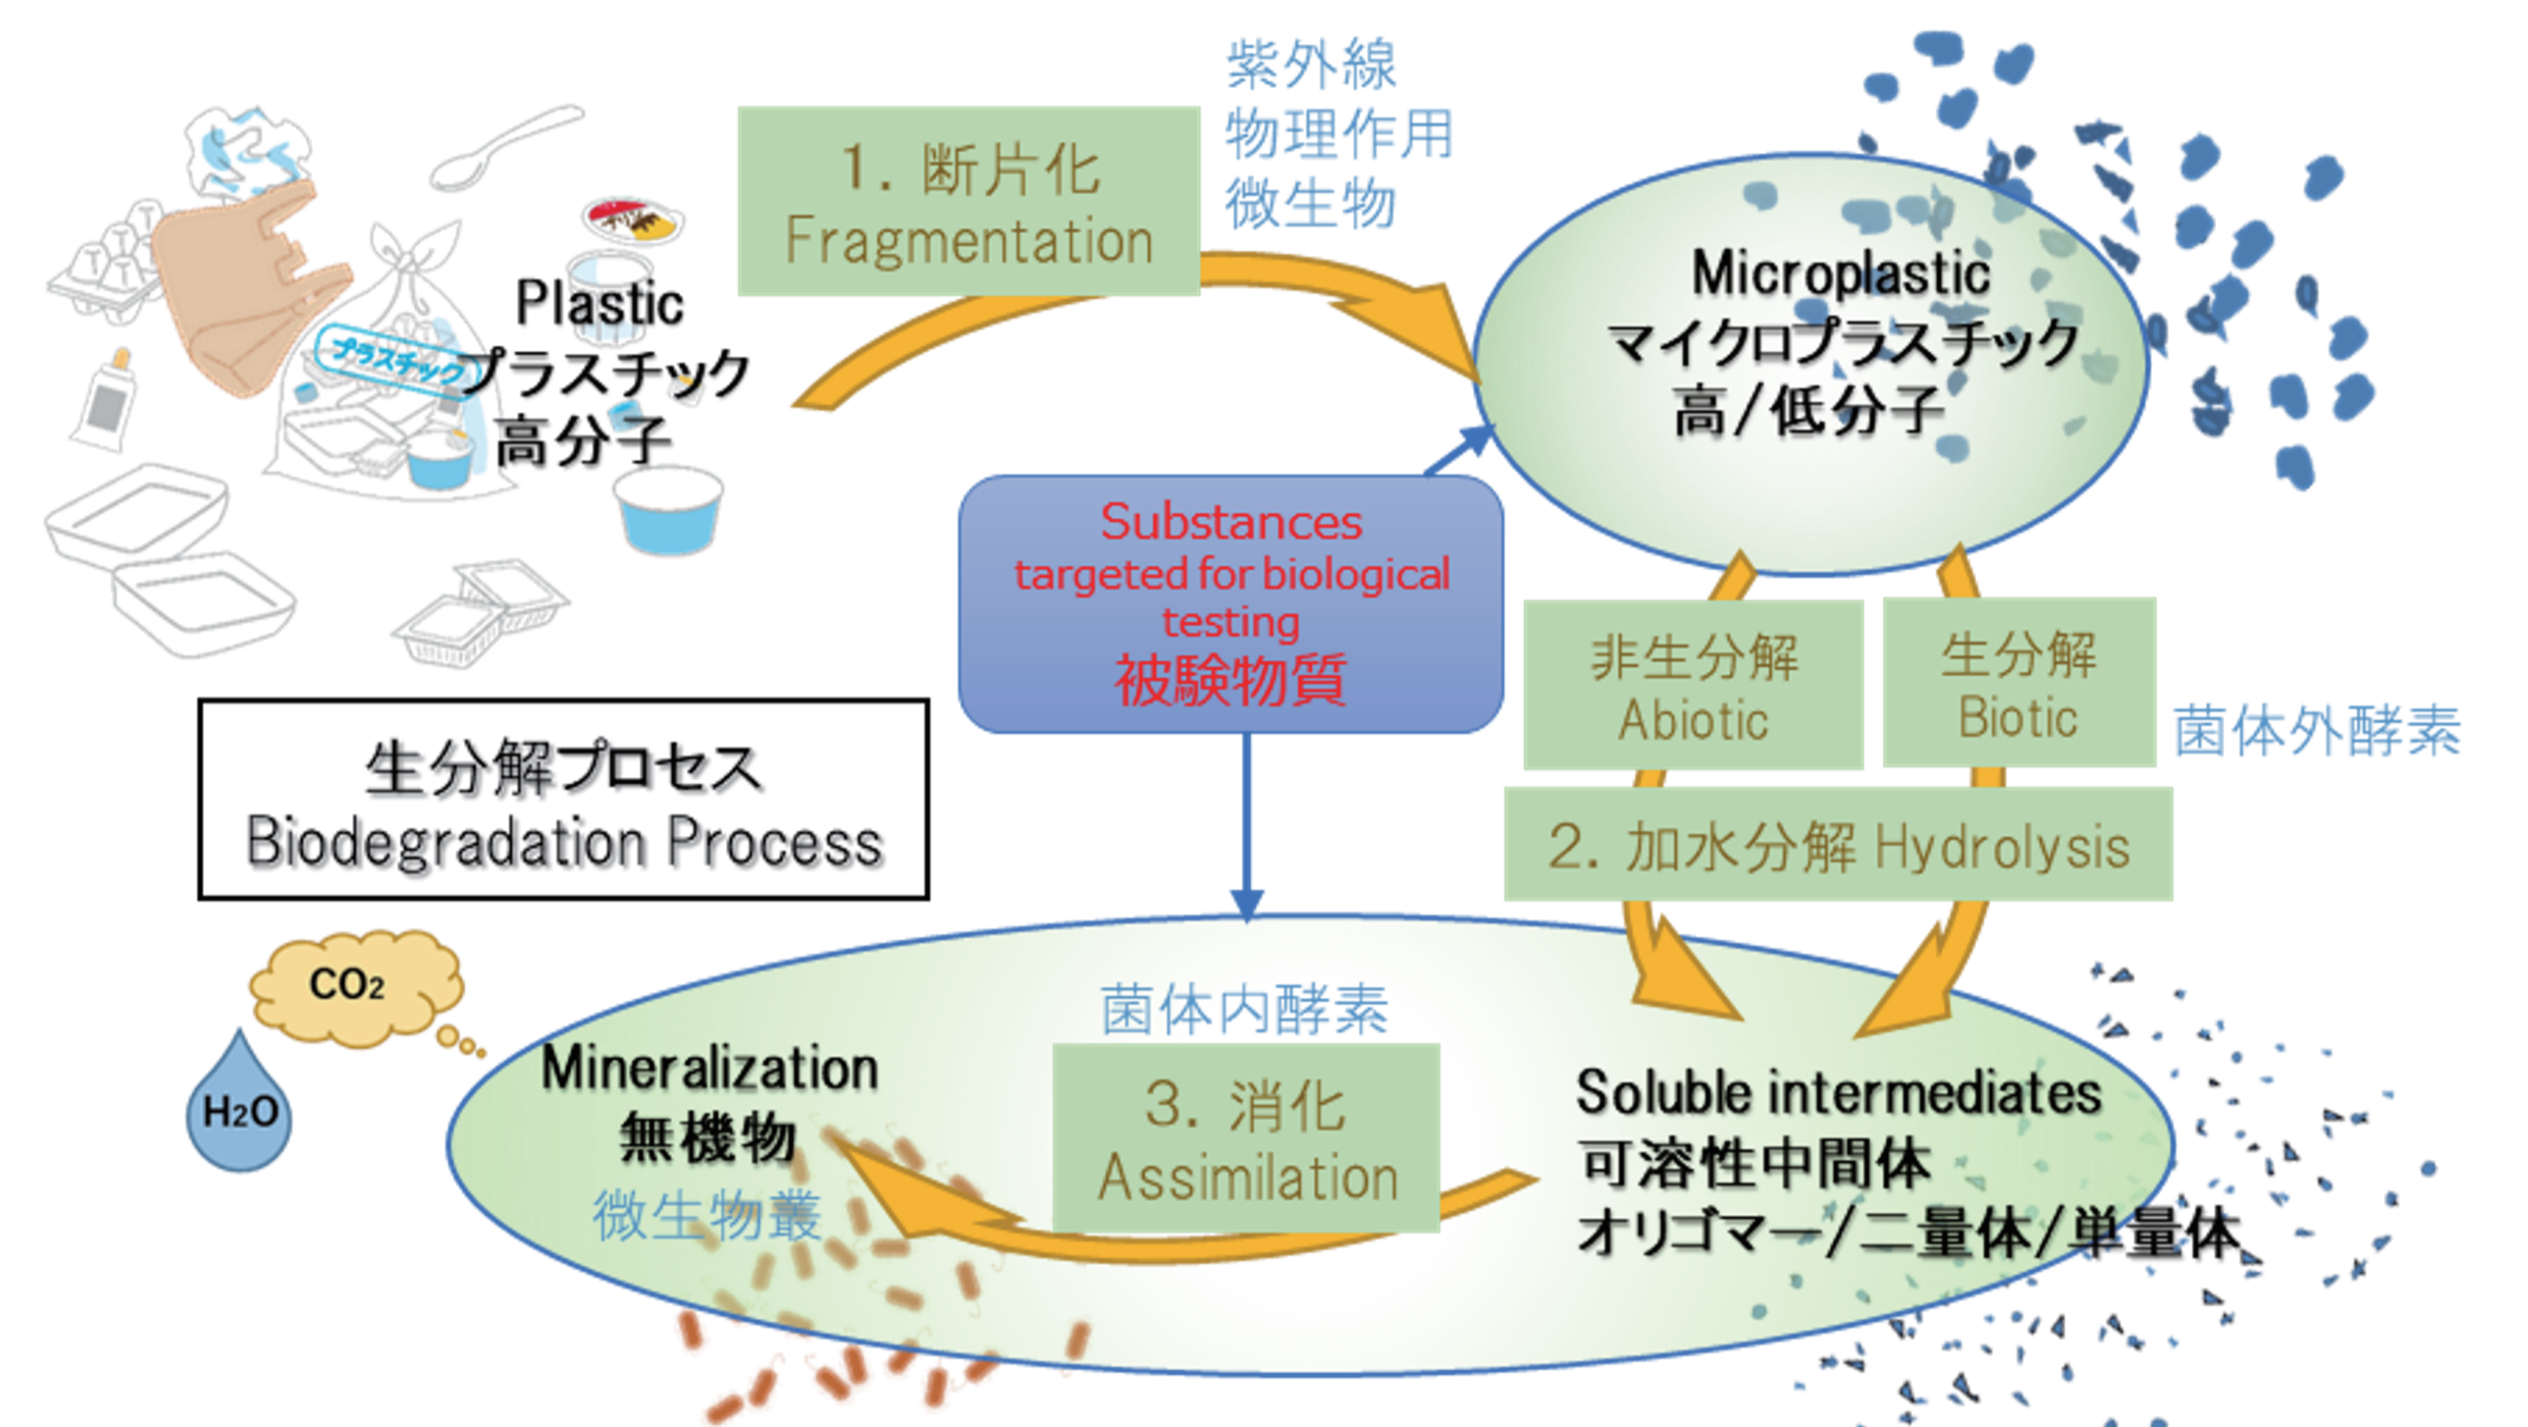 紫外線
物理作用
微生物
1. 断片化
Fragmentation
Plastic
プラスチック
高分子
プラスチック
Microplastic
マイクロプラスチック
高/低分子
Substances
targeted for biological
testing
被験物質
非生分解
Abiotic
生分解
Biotic
菌体外酵素
2. 加水分解 Hydrolysis
生分解プロセス
Biodegradation Process
CO2
H2O
Mineralization
無機物
微生物叢
菌体内酵素
3. 消化
Assimilation
Soluble intermediates
可溶性中間体
オリゴマー/二量体/単量体